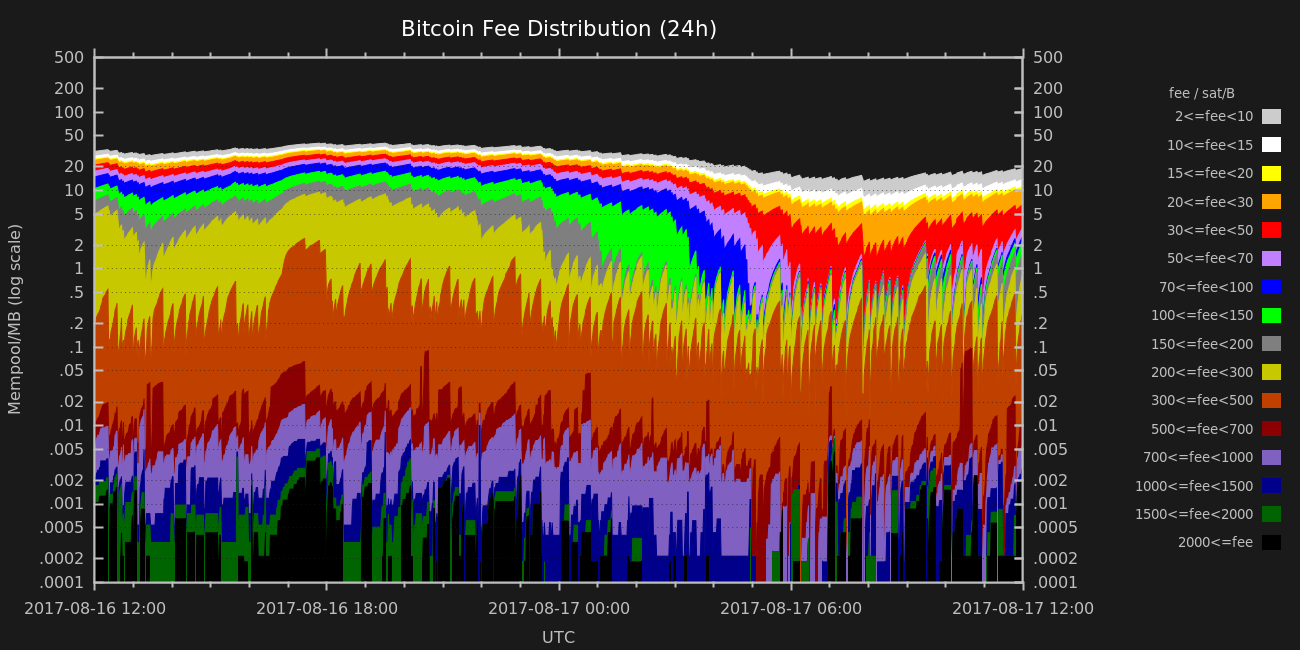 Bitcoin Fee Distribution (24h)
500
200
100
50
20
10
5
2
1
.5
.2
.1
.05
.02
.01
.005
.002
.001
.0005
.0002
.0001
Mempool/MB (log scale)
500
200
100
50
20
10
5
2
1
.5
.2
.1
.05
.02
.01
.005
.002
.001
.0005
.0002
.0001
2017-08-16 12:00
2017-08-16 18:00
2017-08-17 00:00
2017-08-17 06:00
2017-08-17 12:00
UTC
fee / sat/B
2<=fee<10
10<=fee<15
15<=fee<20
20<=fee<30
30<=fee<50
50<=fee<70
70<=fee<100
100<=fee<150
150<=fee<200
200<=fee<300
300<=fee<500
500<=fee<700
700<=fee<1000
1000<=fee<1500
1500<=fee<2000
2000<=fee